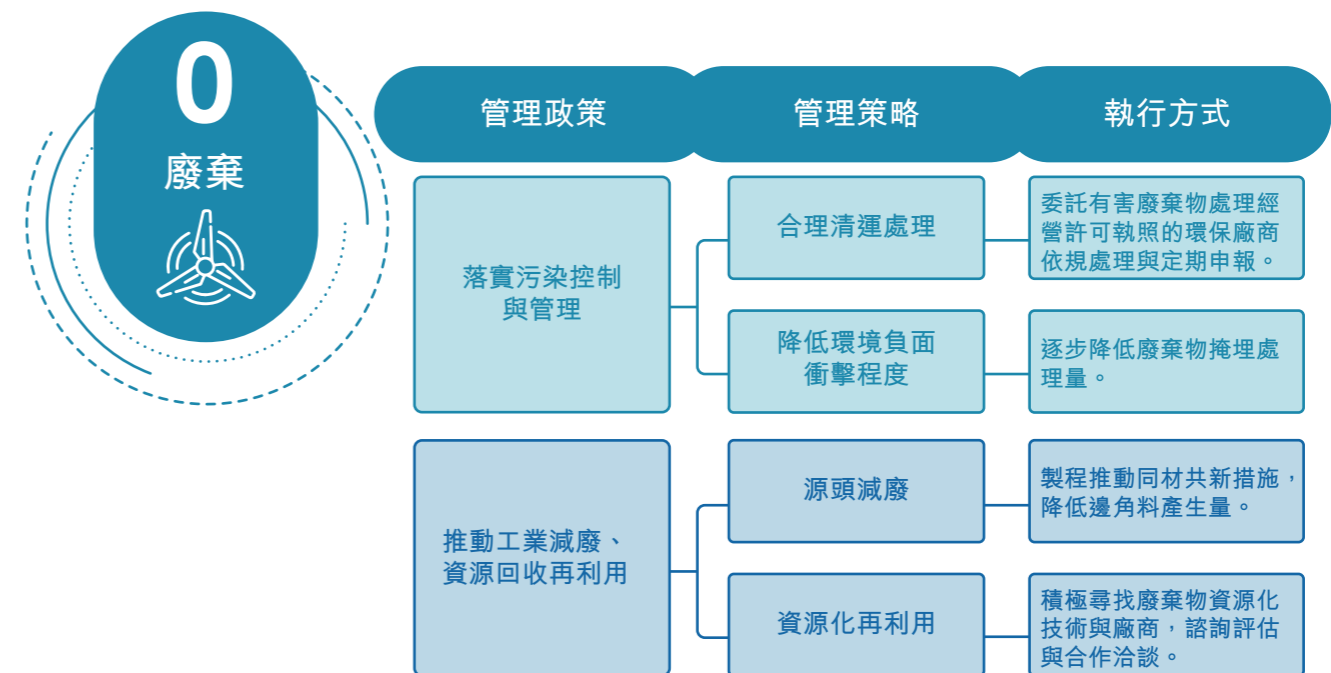 0
廢棄
管理政策
管理策略
執行方式
落實污染控制
與管理
合理清運處理
委託有害廢棄物處理經
營許可執照的環保廠商
依規處理與定期申報。
降低環境負面
衝擊程度
逐步降低廢棄物掩埋處
理量。
推動工業減廢、
資源回收再利用
源頭減廢
製程推動同材共新措施，
降低邊角料產生量。
資源化再利用
積極尋找廢棄物資源化
技術與廠商，諮詢評估
與合作洽談。